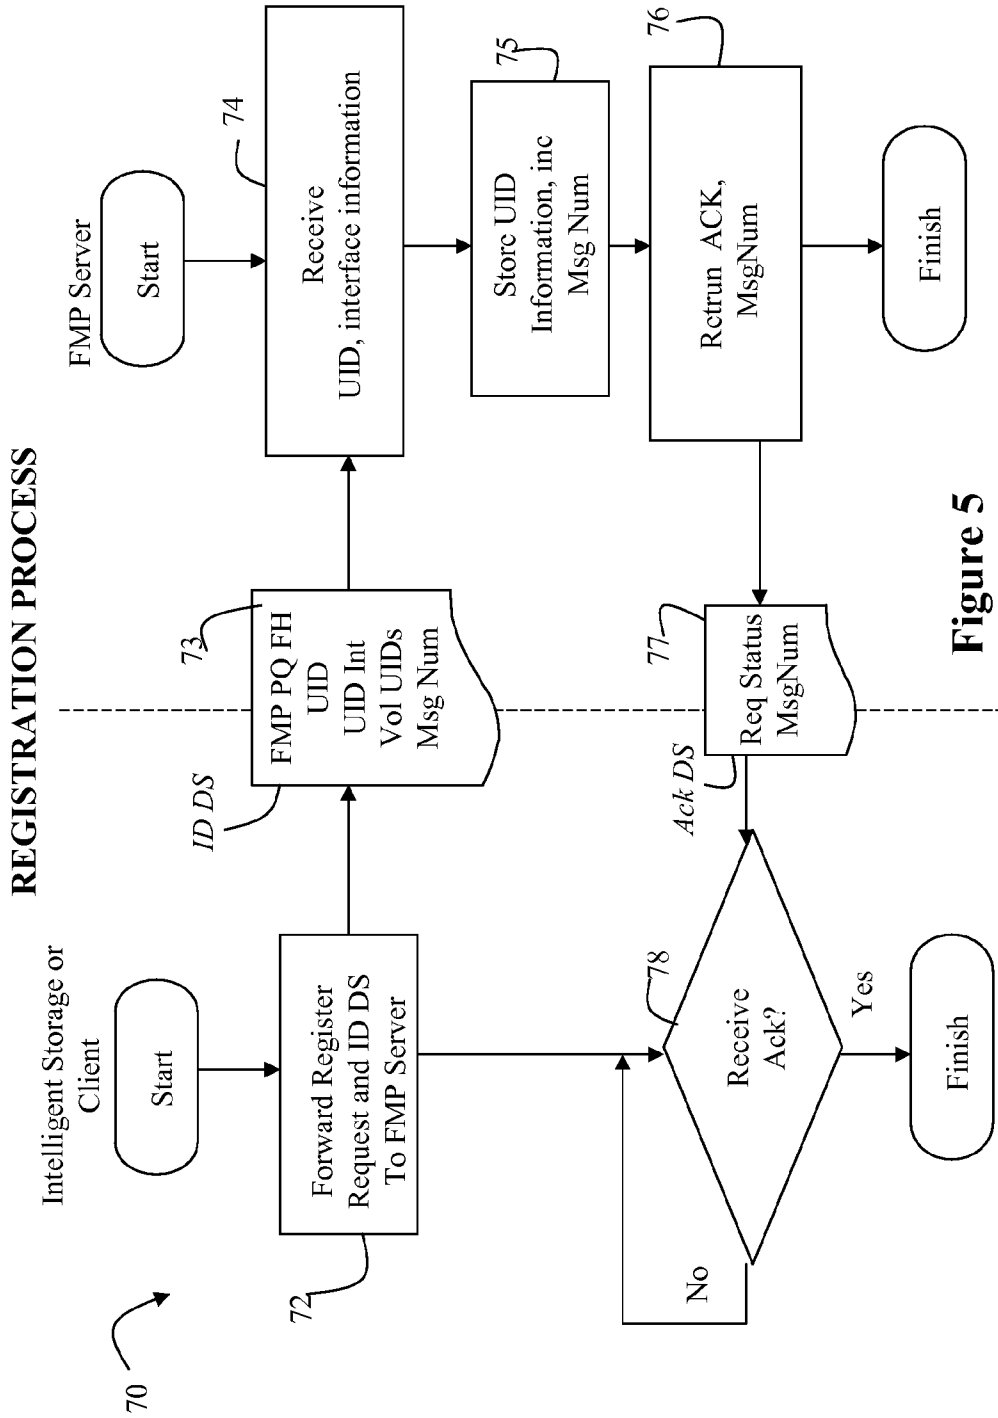 REGISTRATION PROCESS
70
Intelligent Storage or
Client
Start
72
Forward Register
Request and ID DS
To FMP Server
ID DS
73
FMP PQ FH
UID
UID Int
Vol UIDs
Msg Num
FMP Server
Start
74
Receive
UID, interface information
75
Store UID
Information, inc
Msg Num
76
Retrun ACK,
MsgNum
Finish
77
Req Status
MsgNum
Ack DS
78
Receive
Ack?
No
Yes
Finish
Figure 5